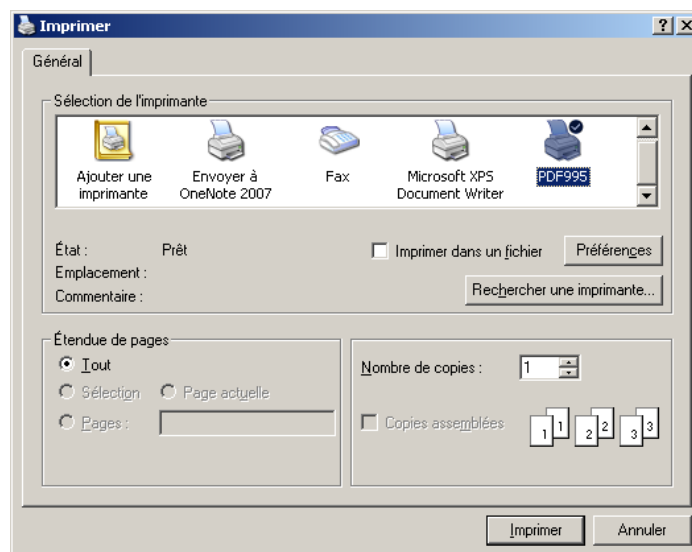 Imprimer
Général
Sélection de l'imprimante
Ajouter une imprimante
Envoyer à OneNote 2007
Fax
Microsoft XPS Document Writer
PDF995
État : Prêt
Emplacement :
Commentaire :
Imprimer dans un fichier
Préférences
Rechercher une imprimante...
Étendue de pages
Tout
Sélection
Page actuelle
Pages :
Nombre de copies : 1
Copies assemblées
1 1 2 2 3 3
Imprimer
Annuler